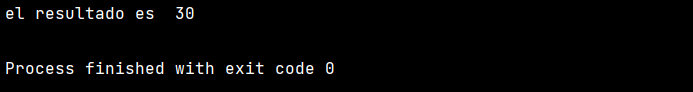 el resultado es  30
Process finished with exit code 0